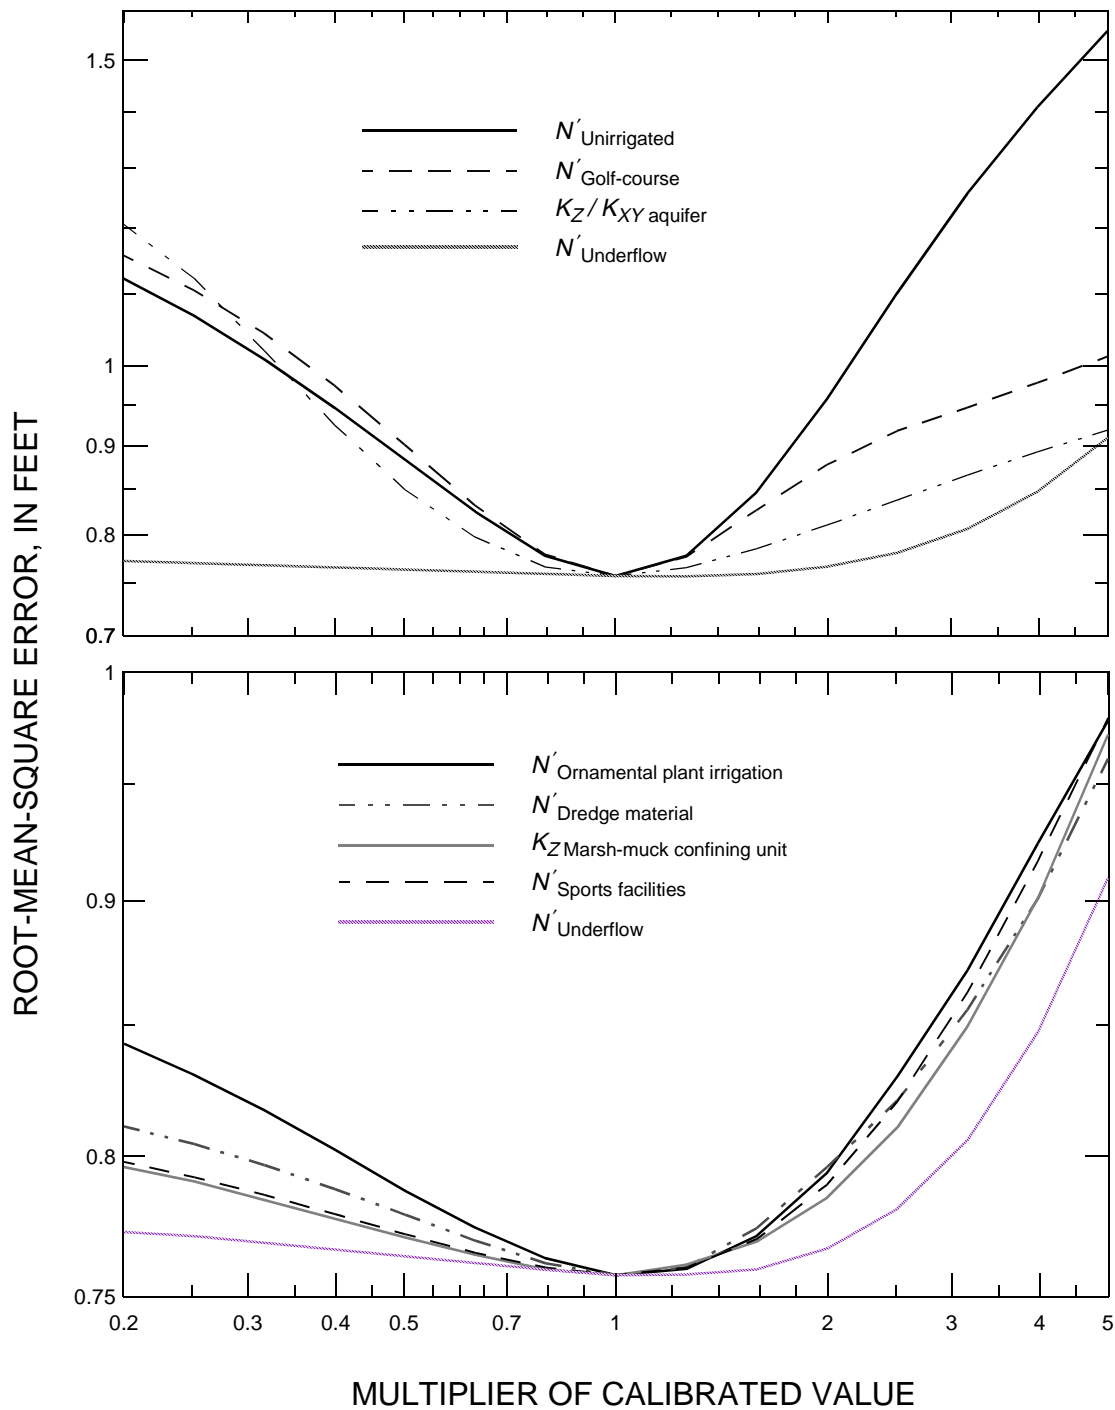 ROOT-MEAN-SQUARE ERROR, IN FEET
1.5
1
0.9
0.8
0.7
N′Unirrigated
N′Golf-course
KZ / KXY aquifer
N′Underflow
1
0.9
0.8
0.75
N′Ornamental plant irrigation
N′Dredge material
KZ Marsh-muck confining unit
N′Sports facilities
N′Underflow
0.2 0.3 0.4 0.5 0.7 1 2 3 4 5
MULTIPLIER OF CALIBRATED VALUE